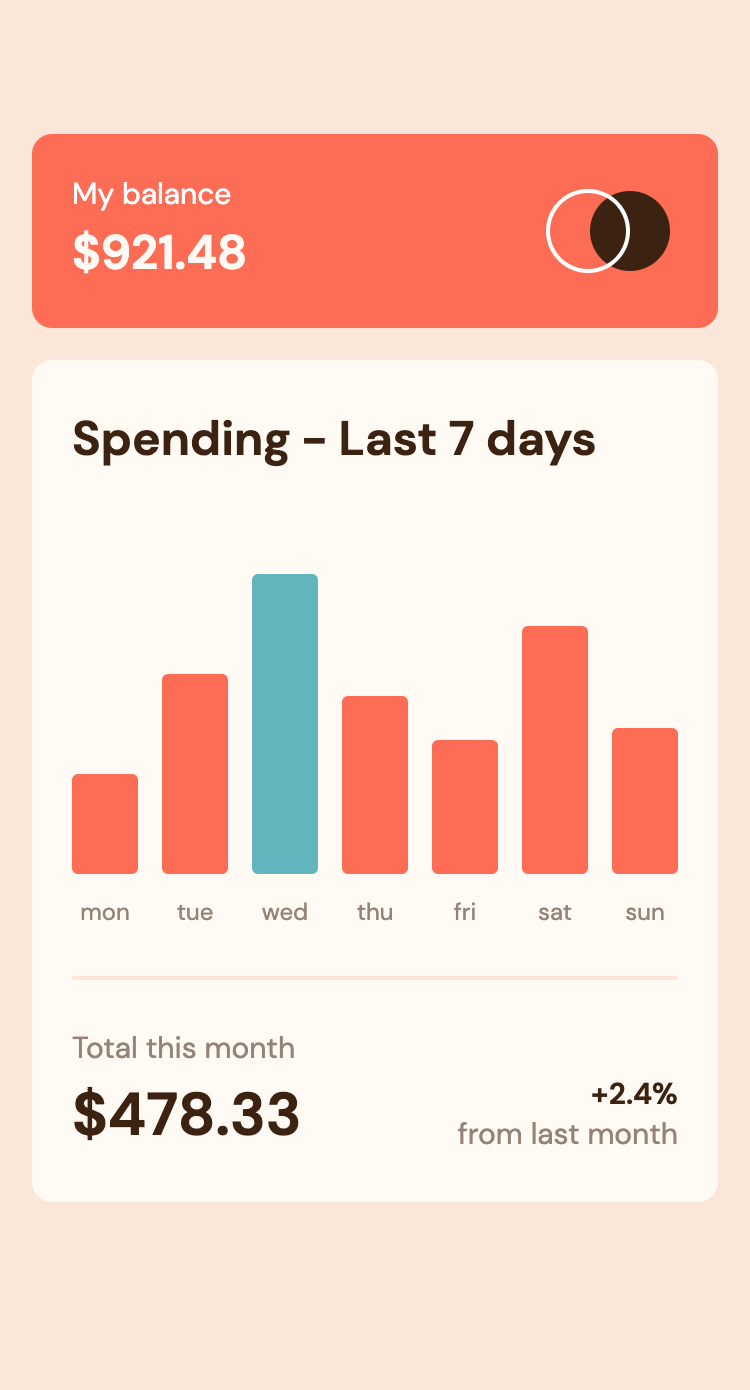 My balance
$921.48
Spending - Last 7 days
mon tue wed thu fri sat sun
Total this month
$478.33
+2.4%
from last month